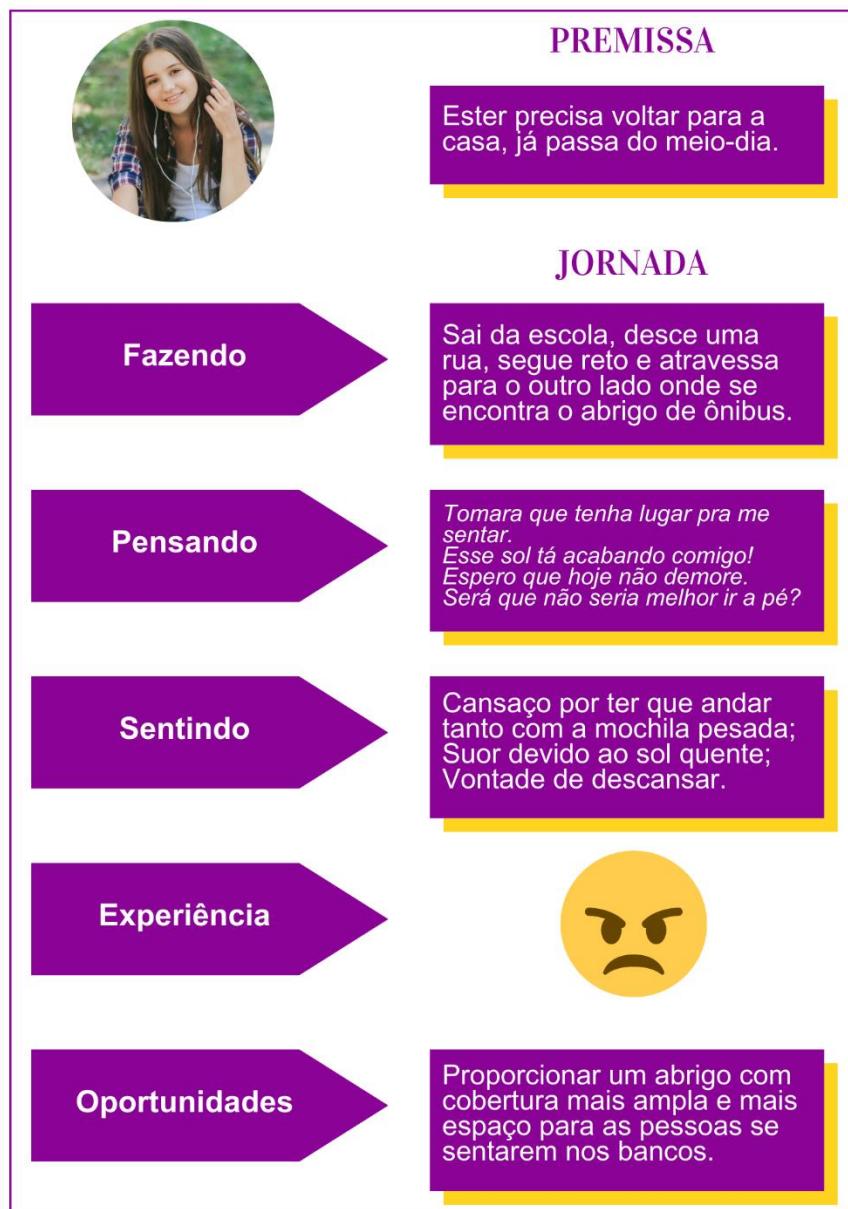 PREMISSA
Ester precisa voltar para a
casa, já passa do meio-dia.
JORNADA
Fazendo
Sai da escola, desce uma
rua, segue reto e atravessa
para o outro lado onde se
encontra o abrigo de ônibus.
Pensando
Tomara que tenha lugar pra me
sentar.
Esse sol tá acabando comigo!
Espero que hoje não demore.
Será que não seria melhor ir a pé?
Sentindo
Cansaço por ter que andar
tanto com a mochila pesada;
Suor devido ao sol quente;
Vontade de descansar.
Experiência
Oportunidades
Proporcionar um abrigo com
cobertura mais ampla e mais
espaço para as pessoas se
sentarem nos bancos.